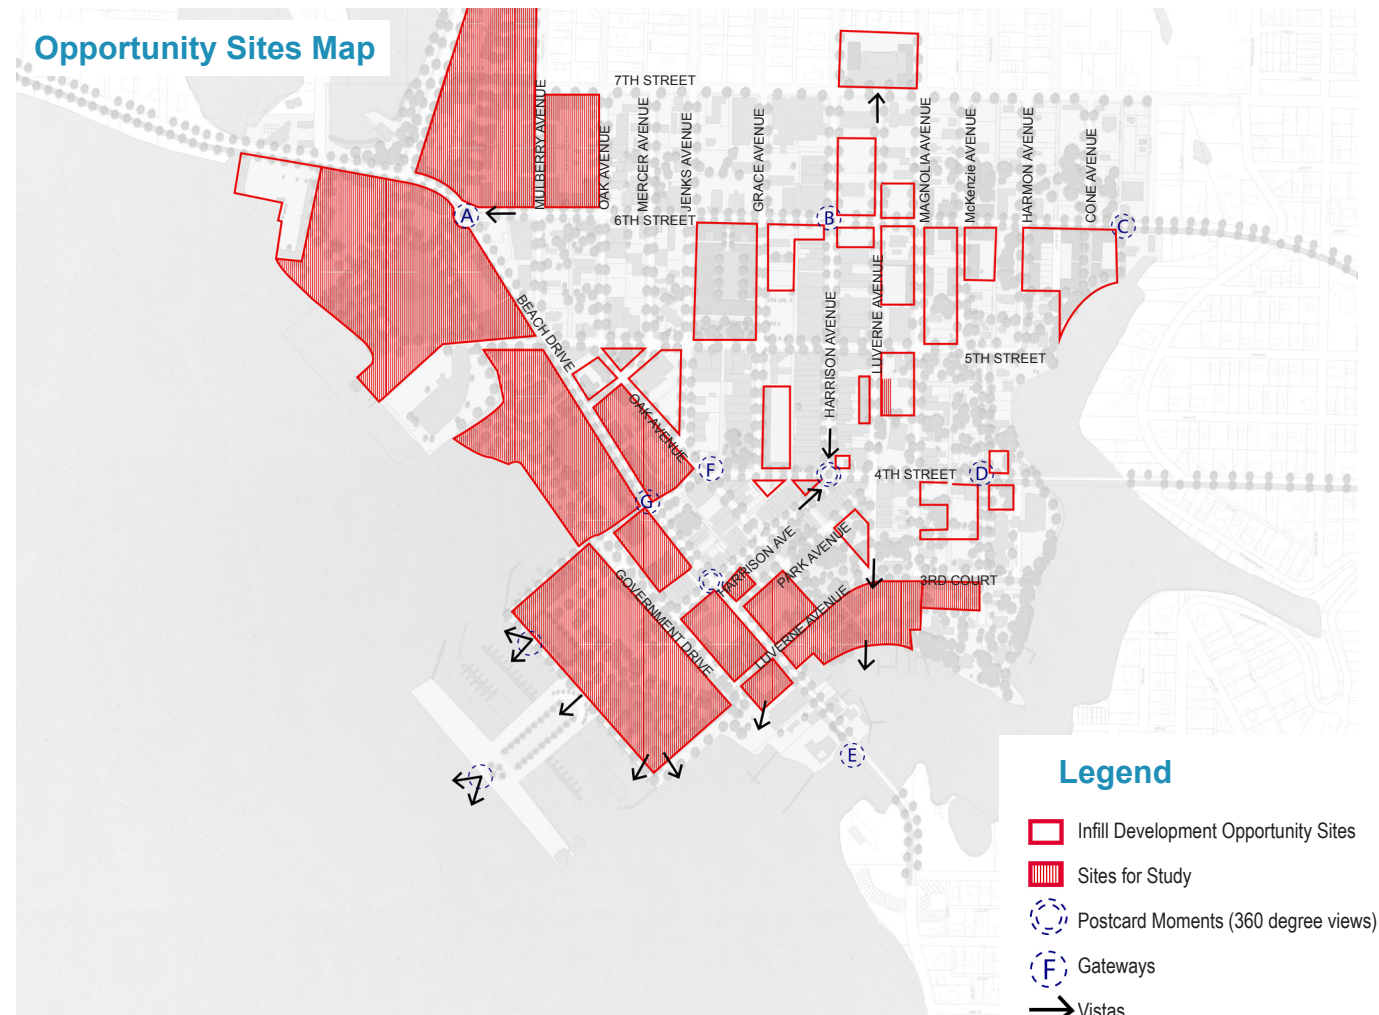 Opportunity Sites Map
7TH STREET
MULBERRY AVENUE
OAK AVENUE
MERCER AVENUE
JENKS AVENUE
GRACE AVENUE
MAGNOLIA AVENUE
McKenzie AVENUE
HARMON AVENUE
CONE AVENUE
A
6TH STREET
B
C
BEACH DRIVE
HARRISON AVENUE
LUVERNE AVENUE
5TH STREET
OAK AVENUE
F
4TH STREET
D
G
HARRISON AVE
PARK AVENUE
3RD COURT
GOVERNMENT DRIVE
LUVERNE AVENUE
E
Legend
Infill Development Opportunity Sites
Sites for Study
Postcard Moments (360 degree views)
F
Gateways
Vistas